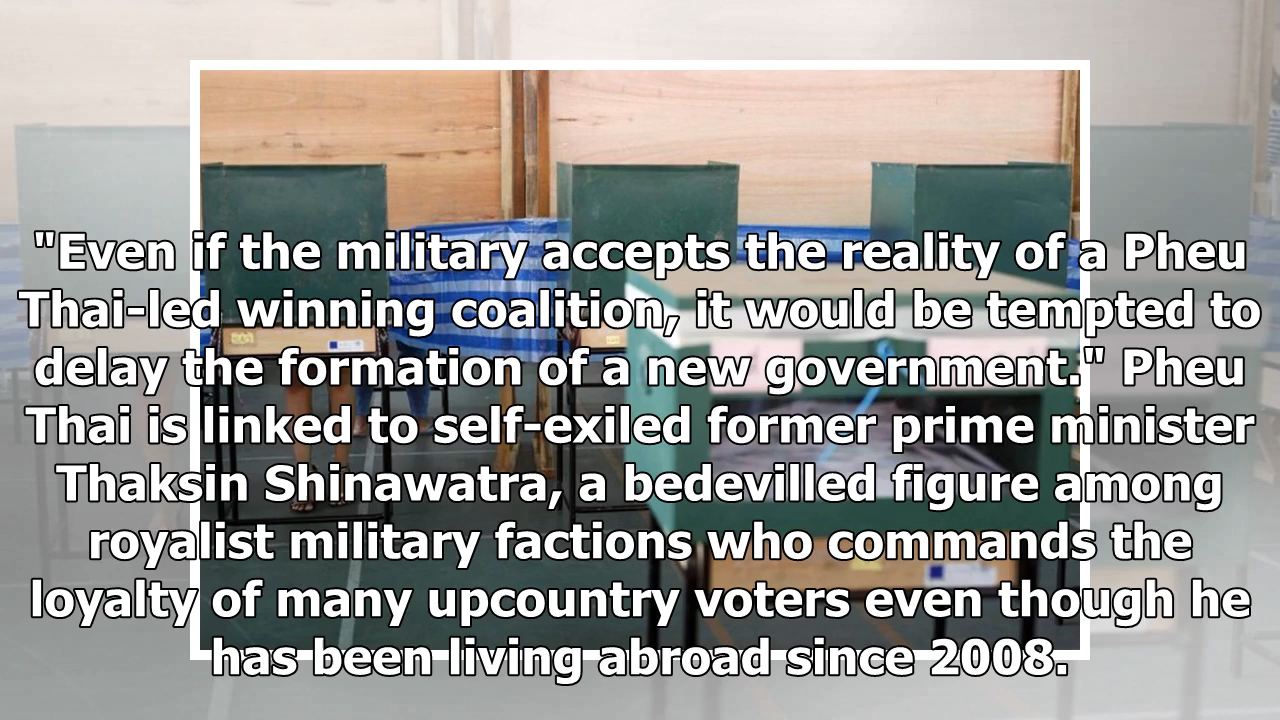 "Even if the military accepts the reality of a Pheu
Thai-led winning coalition, it would be tempted to
delay the formation of a new government." Pheu
Thai is linked to self-exiled former prime minister
Thaksin Shinawatra, a bedevilled figure among
royalist military factions who commands the
loyalty of many upcountry voters even though he
has been living abroad since 2008.